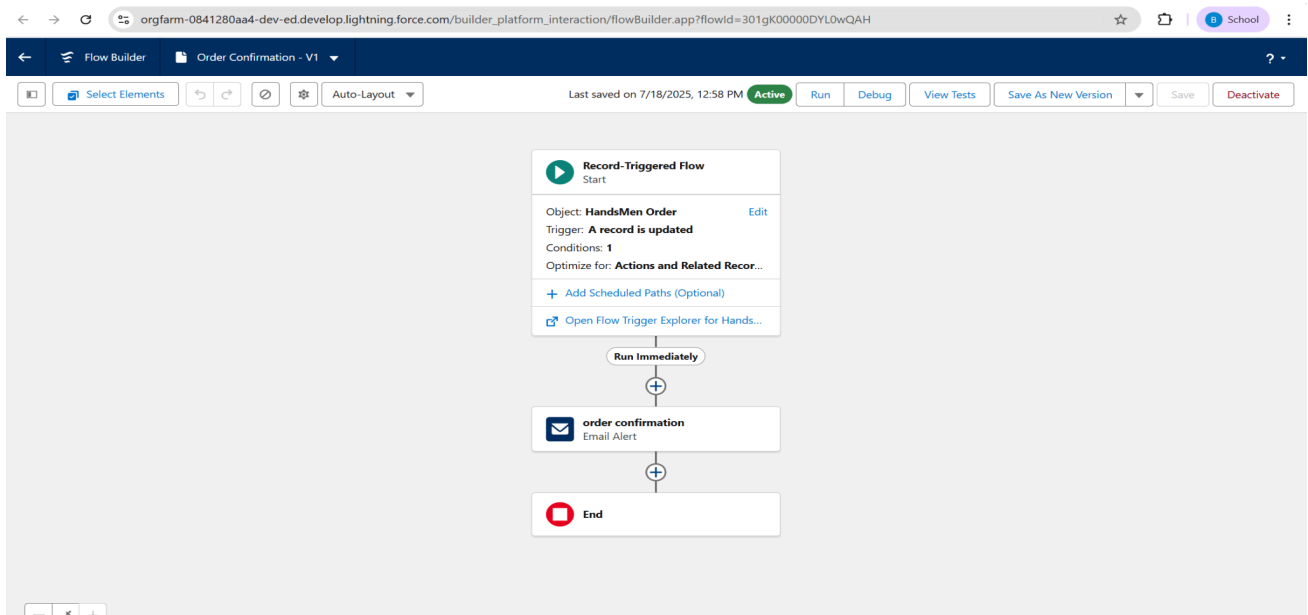 orgfarm-0841280aa4-dev-ed.develop.lightning.force.com/builder_platform_interaction/flowBuilder.app?flowId=301gK00000DYL0wQAH
B School
Flow Builder Order Confirmation - V1 ?
Select Elements Auto-Layout Last saved on 7/18/2025, 12:58 PM Active Run Debug View Tests Save As New Version Save Deactivate
Record-Triggered Flow
Start
Object: HandsMen Order Edit
Trigger: A record is updated
Conditions: 1
Optimize for: Actions and Related Recor...
Add Scheduled Paths (Optional)
Open Flow Trigger Explorer for Hands...
Run Immediately
order confirmation
Email Alert
End